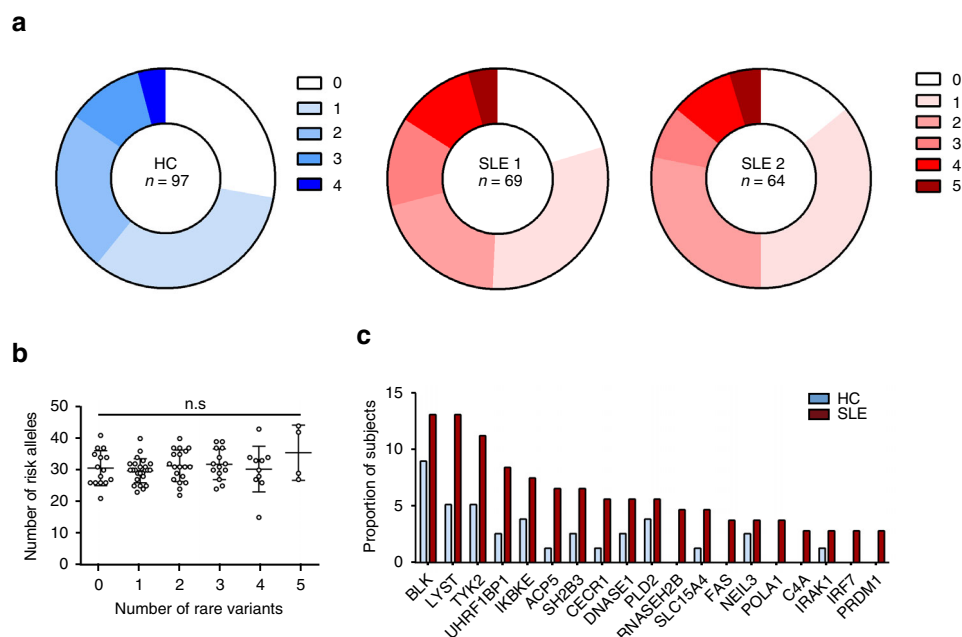 a
HC
n = 97
0
1
2
3
4
SLE 1
n = 69
SLE 2
n = 64
0
1
2
3
4
5
b
n.s
Number of risk alleles
50
40
30
20
10
0
0 1 2 3 4 5
Number of rare variants
c
Proportion of subjects
15
10
5
0
HC
SLE
BLK
LYST
TYK2
UHRF1BP1
IKBKE
ACP5
SH2B3
CECR1
DNASE1
PLD2
RNASEH2B
SLC15A4
FAS
NEIL3
POLA1
C4A
IRAK1
IRF7
PRDM1